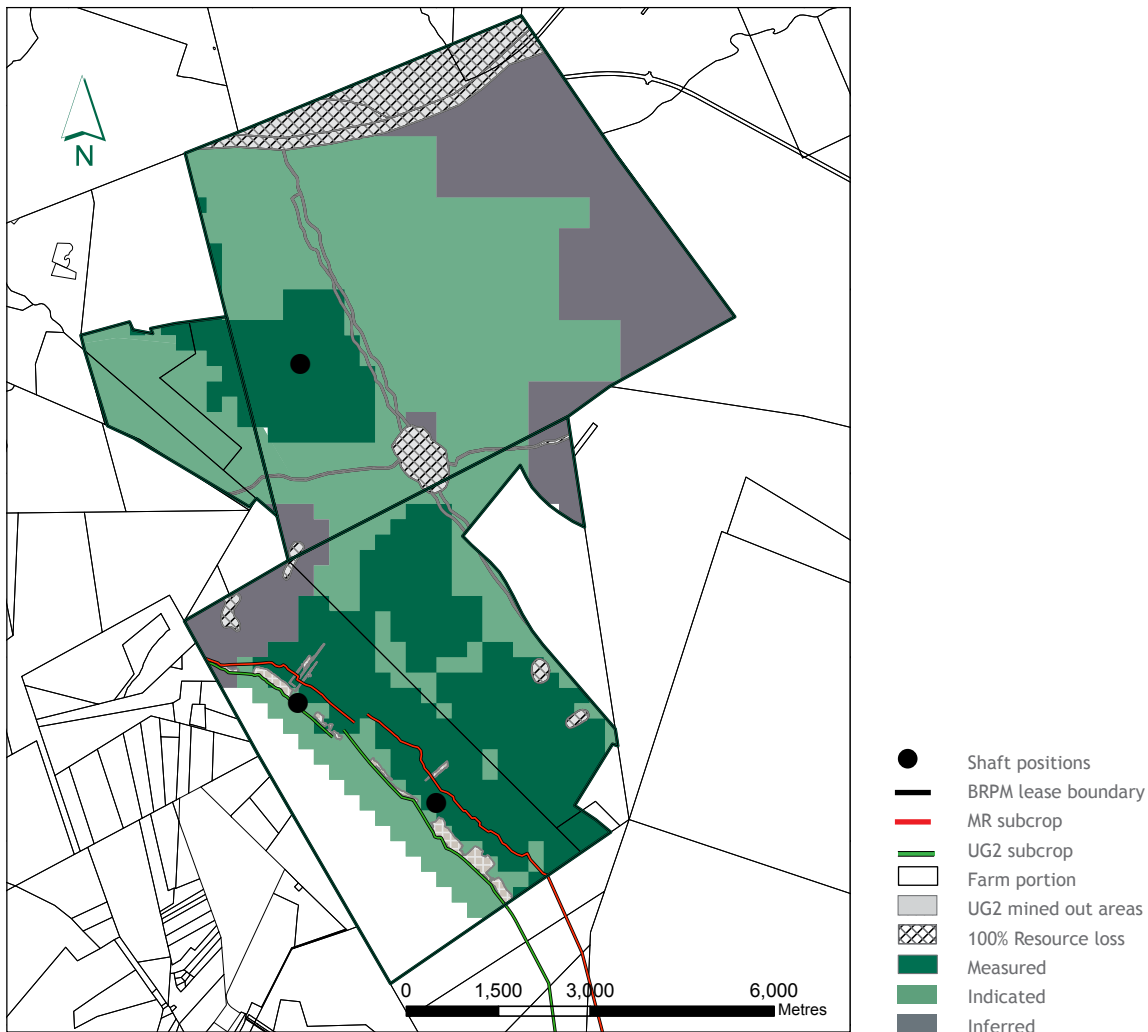 N
Shaft positions
BRPM lease boundary
MR subcrop
UG2 subcrop
Farm portion
UG2 mined out areas
100% Resource loss
Measured
Indicated
Inferred
0 1,500 3,000 6,000
Metres